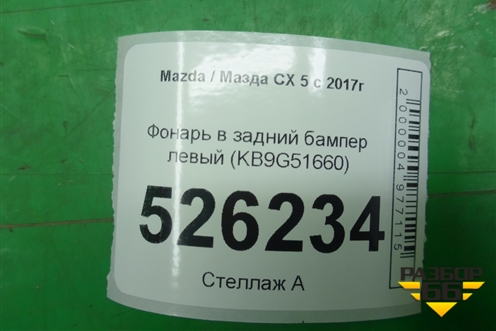 Mazda / Мазда CX 5 с 2017г
Фонарь в задний бампер
левый (KB9G51660)
526234
Стеллаж А
2000004977115
РАЗБОР
66